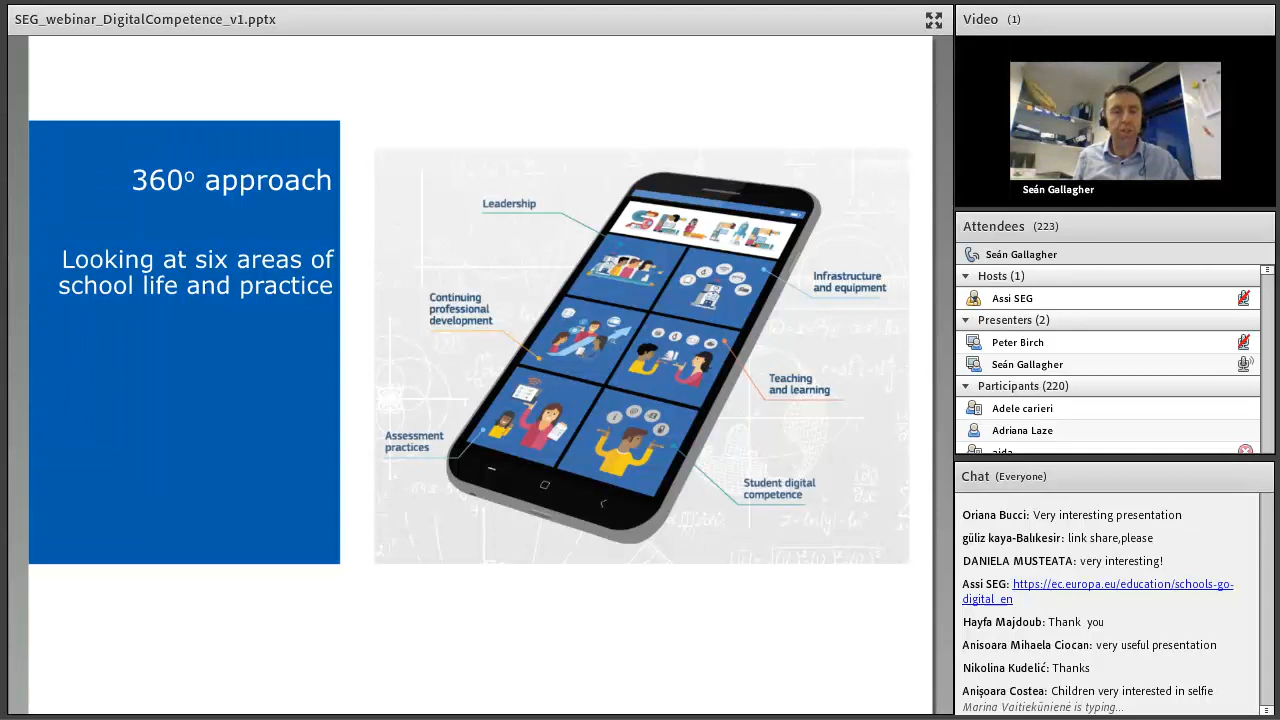 SEG_webinar_DigitalCompetence_v1.pptx
360º approach
Looking at six areas of
school life and practice
SELFIE
Leadership
Infrastructure
and equipment
Continuing
professional
development
Teaching
and learning
Assessment
practices
Student digital
competence
Video (1)
Seán Gallagher
Attendees (223)
Seán Gallagher
Hosts (1)
Assi SEG
Presenters (2)
Peter Birch
Seán Gallagher
Participants (220)
Adele carieri
Adriana Laze
aida
Chat (Everyone)
Oriana Bucci: Very interesting presentation
güliz kaya-Balıkesir: link share,please
DANIELA MUSTEATA: very interesting!
Assi SEG: https://ec.europa.eu/education/schools-go-
digital_en
Hayfa Majdoub: Thank  you
Anisoara Mihaela Ciocan: very useful presentation
Nikolina Kudelić: Thanks
Anişoara Costea: Children very interested in selfie
Marina Vaitiekūnienė is typing...